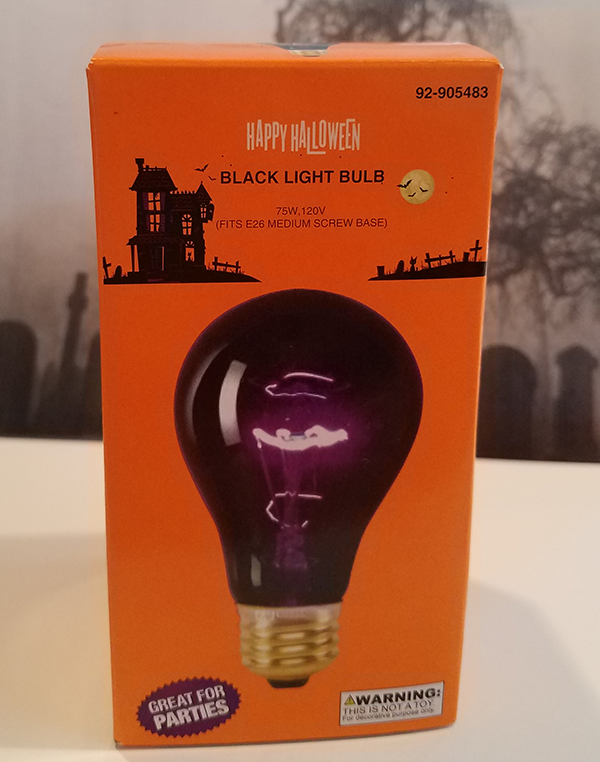 92-905483
HAPPY HALLOWEEN
BLACK LIGHT BULB
75W,120V
(FITS E26 MEDIUM SCREW BASE)
GREAT FOR
PARTIES
WARNING:
THIS IS NOT A TOY
For decorative purpose only.